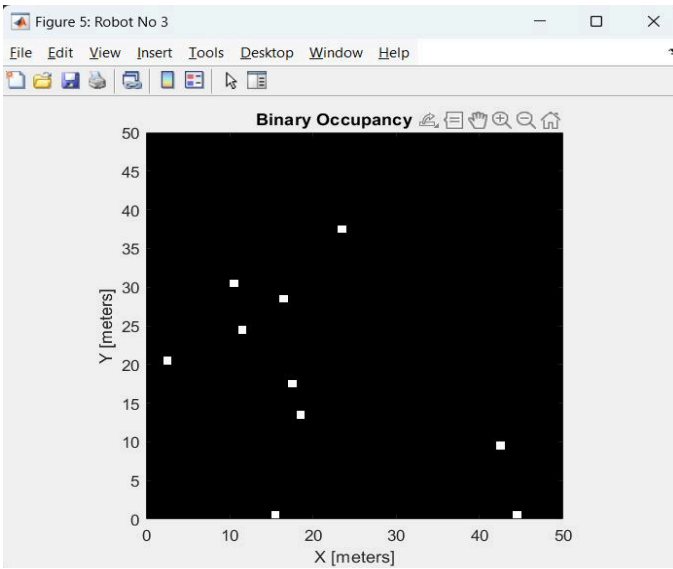 Figure 5: Robot No 3
File Edit View Insert Tools Desktop Window Help
Binary Occupancy
50
45
40
35
30
25
20
15
10
5
0
Y [meters]
0 10 20 30 40 50
X [meters]